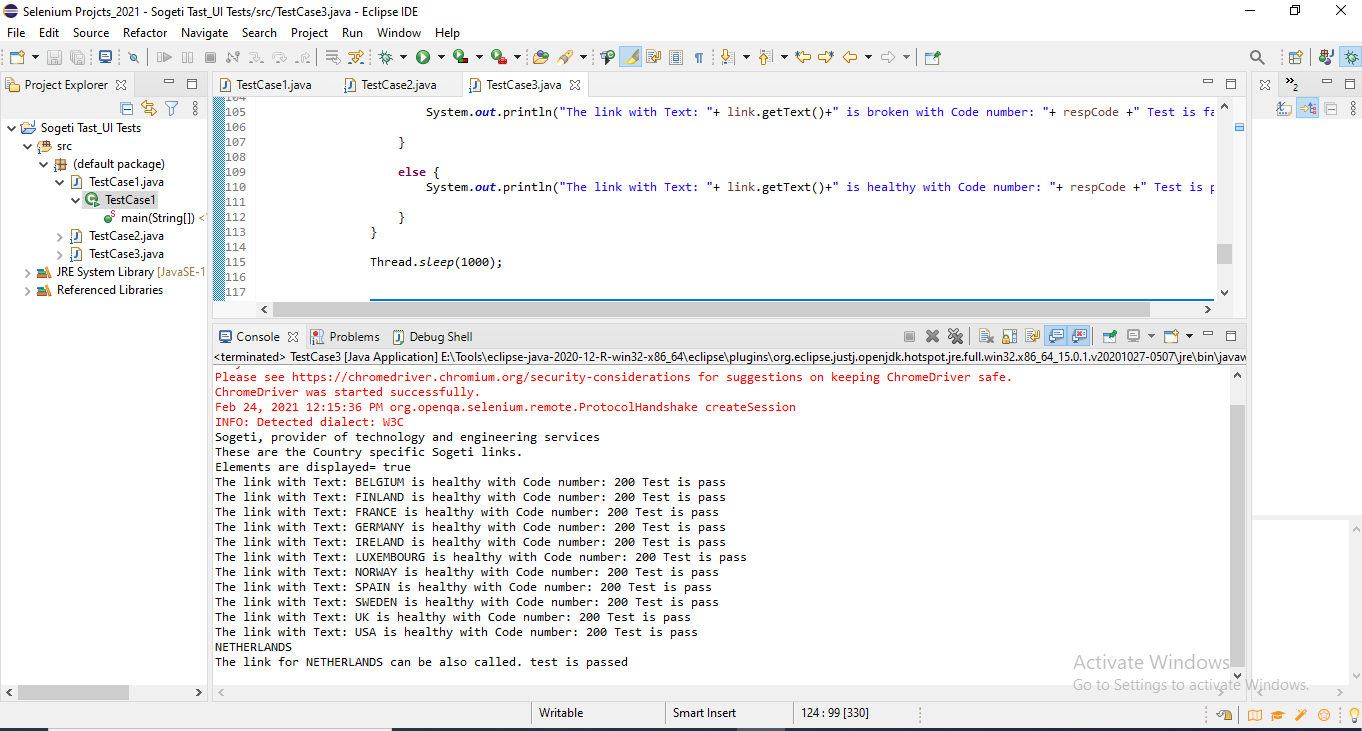 Selenium Projcts_2021 - Sogeti Tast_UI Tests/src/TestCase3.java - Eclipse IDE
File Edit Source Refactor Navigate Search Project Run Window Help
Project Explorer
TestCase1.java TestCase2.java TestCase3.java
2
Sogeti Tast_UI Tests
src
(default package)
TestCase1.java
TestCase1
main(String[])
TestCase2.java
TestCase3.java
JRE System Library [JavaSE-1
Referenced Libraries
104
105 System.out.println("The link with Text: "+ link.getText()+" is broken with Code number: "+ respCode +" Test is fa
106
107 }
108
109 else {
110 System.out.println("The link with Text: "+ link.getText()+" is healthy with Code number: "+ respCode +" Test is p
111
112 }
113 }
114
115 Thread.sleep(1000);
116
117
Console Problems Debug Shell
<terminated> TestCase3 [Java Application] E:\Tools\eclipse-java-2020-12-R-win32-x86_64\eclipse\plugins\org.eclipse.justj.openjdk.hotspot.jre.full.win32.x86_64_15.0.1.v20201027-0507\jre\bin\javaw
Please see https://chromedriver.chromium.org/security-considerations for suggestions on keeping ChromeDriver safe.
ChromeDriver was started successfully.
Feb 24, 2021 12:15:36 PM org.openqa.selenium.remote.ProtocolHandshake createSession
INFO: Detected dialect: W3C
Sogeti, provider of technology and engineering services
These are the Country specific Sogeti links.
Elements are displayed= true
The link with Text: BELGIUM is healthy with Code number: 200 Test is pass
The link with Text: FINLAND is healthy with Code number: 200 Test is pass
The link with Text: FRANCE is healthy with Code number: 200 Test is pass
The link with Text: GERMANY is healthy with Code number: 200 Test is pass
The link with Text: IRELAND is healthy with Code number: 200 Test is pass
The link with Text: LUXEMBOURG is healthy with Code number: 200 Test is pass
The link with Text: NORWAY is healthy with Code number: 200 Test is pass
The link with Text: SPAIN is healthy with Code number: 200 Test is pass
The link with Text: SWEDEN is healthy with Code number: 200 Test is pass
The link with Text: UK is healthy with Code number: 200 Test is pass
The link with Text: USA is healthy with Code number: 200 Test is pass
NETHERLANDS
The link for NETHERLANDS can be also called. test is passed
Activate Windows
Go to Settings to activate Windows.
Writable Smart Insert 124 : 99 [330]